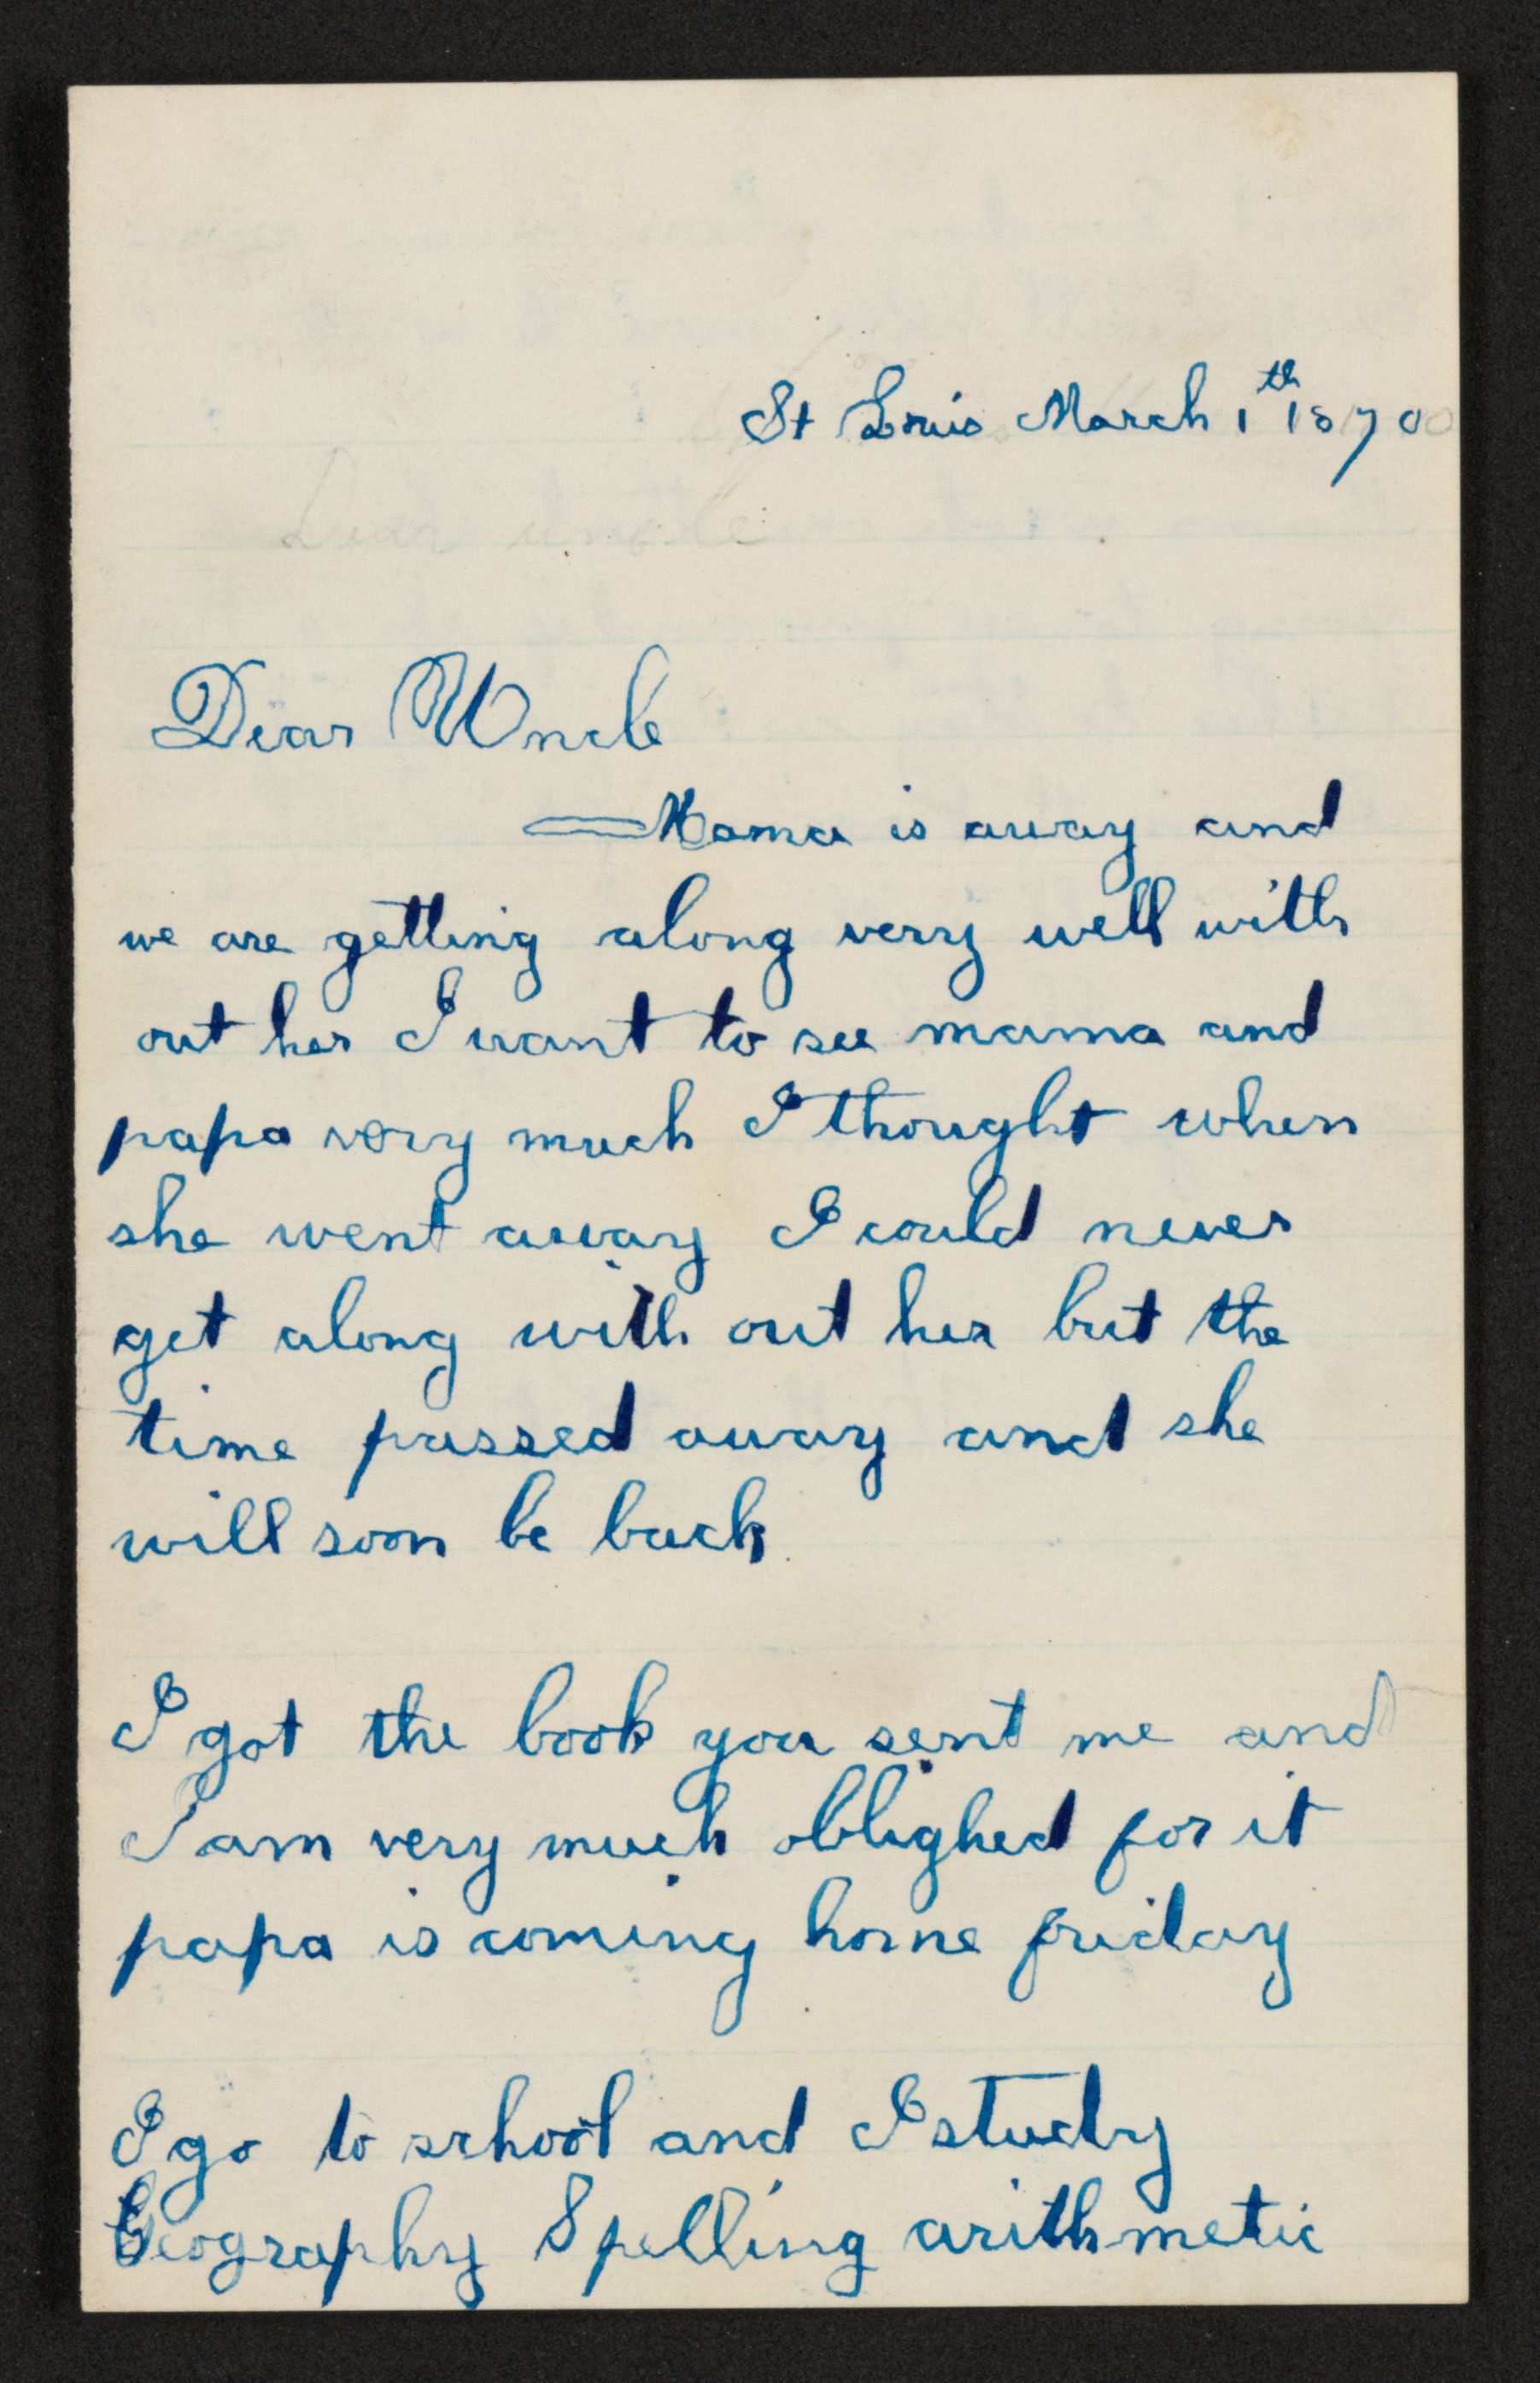 St Louis March 1th 1870
Dear uncle
Dear Uncle
Mama is away and
we are getting along very well with
out her I want to see mama and
papa very much I thought when
she went away I could never
get along with out her but the
time passed away and she
will soon be back.
I got the book you sent me and
I am very much oblighed for it
papa is coming home friday
I go to school and I study
Geography Spelling arithmetic